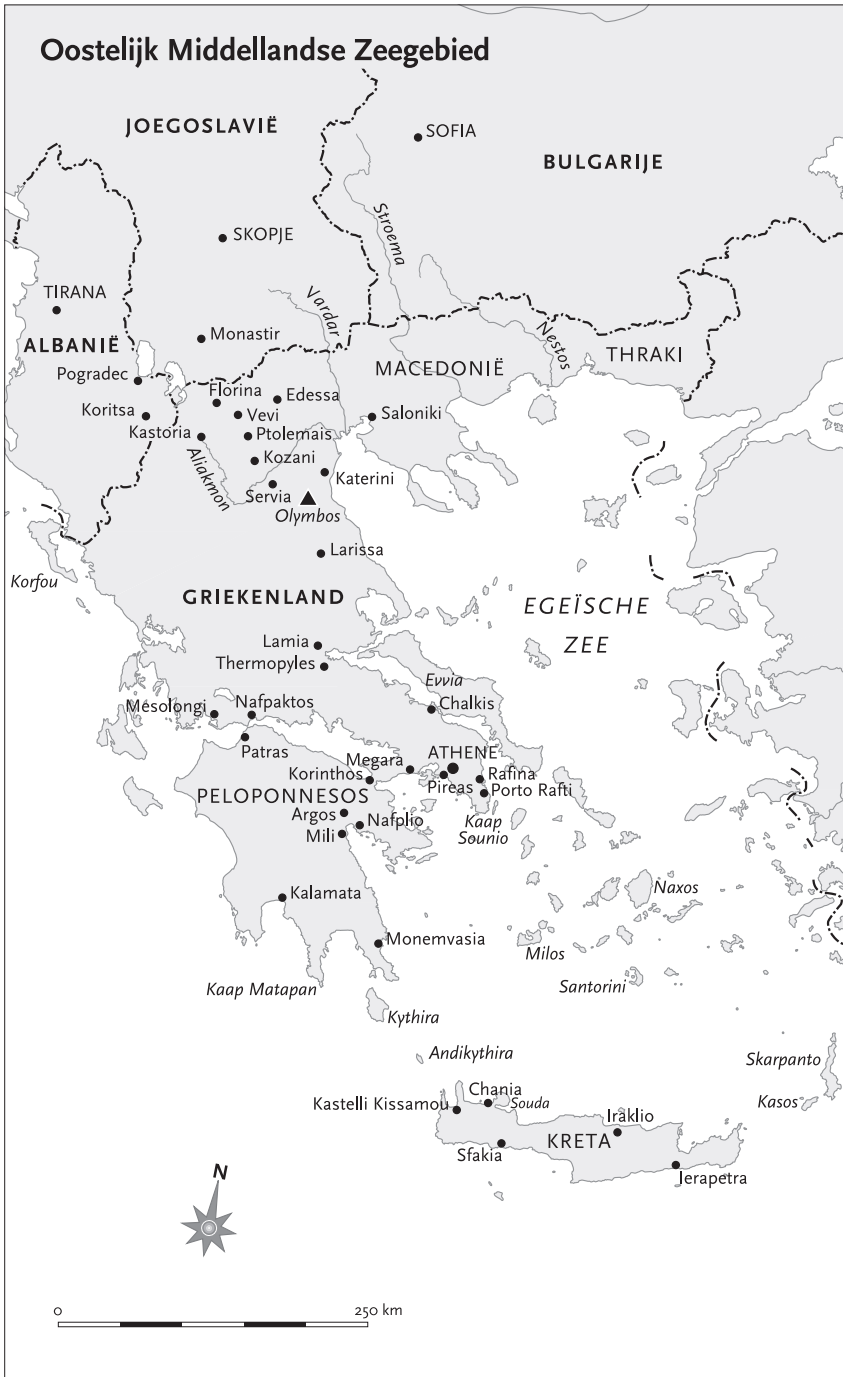 Oostelijk Middellandse Zeegebied
JOEGOSLAVIË
SOFIA
BULGARIJE
Stroema
SKOPJE
TIRANA
Vardar
Nestos
Monastir
ALBANIË
THRAKI
MACEDONIË
Pogradec
Florina
Edessa
Koritsa
Vevi
Saloniki
Kastoria
Ptolemais
Aliakmon
Kozani
Katerini
Servia
Olymbos
Larissa
Korfou
GRIEKENLAND
EGEÏSCHE
ZEE
Lamia
Thermopyles
Evvia
Mesolongi
Nafpaktos
Chalkis
Patras
Megara
ATHENE
Korinthos
Pireas
Rafina
PELOPONNESOS
Porto Rafti
Argos
Nafplio
Kaap
Sounio
Mili
Kalamata
Naxos
Monemvasia
Milos
Kaap Matapan
Santorini
Kythira
Andikythira
Skarpanto
Chania
Kastelli Kissamou
Souda
Kasos
Iraklio
Sfakia
KRETA
Ierapetra
N
0
250 km